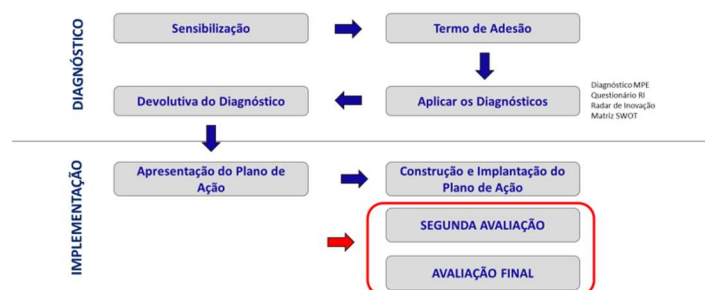 DIAGNÓSTICO
Sensibilização
Termo de Adesão
Devolutiva do Diagnóstico
Aplicar os Diagnósticos
Diagnóstico MPE
Questionário RI
Radar de Inovação
Matriz SWOT
IMPLEMENTAÇÃO
Apresentação do Plano de
Ação
Construção e Implantação do
Plano de Ação
SEGUNDA AVALIAÇÃO
AVALIAÇÃO FINAL